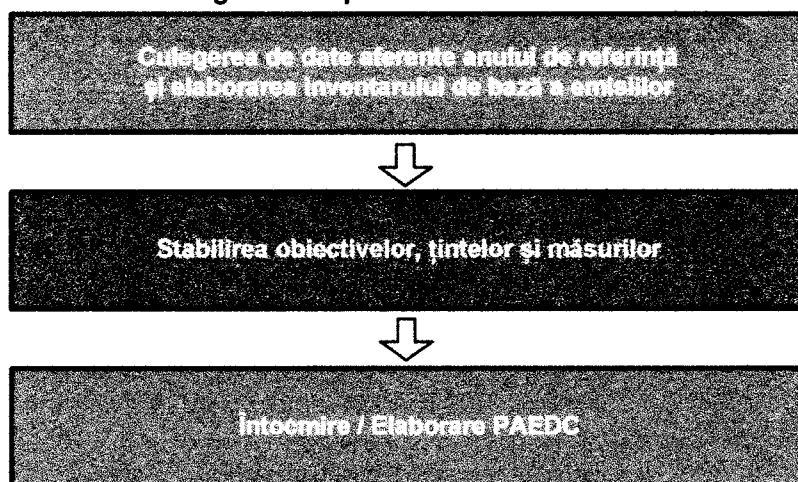 Culegerea de date aferente anului de referință
și elaborarea inventarului de bază a emisiilor
Stabilirea obiectivelor, țintelor și măsurilor
Întocmire / Elaborare PAEDC